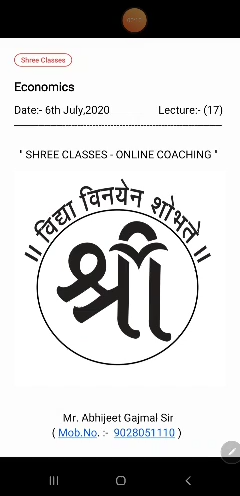 Shree Classes
Economics
Date:- 6th July,2020 Lecture:- (17)
" SHREE CLASSES - ONLINE COACHING "
॥ विद्या विनयेन शोभते ॥
श्री
Mr. Abhijeet Gajmal Sir
( Mob.No. :- 9028051110 )